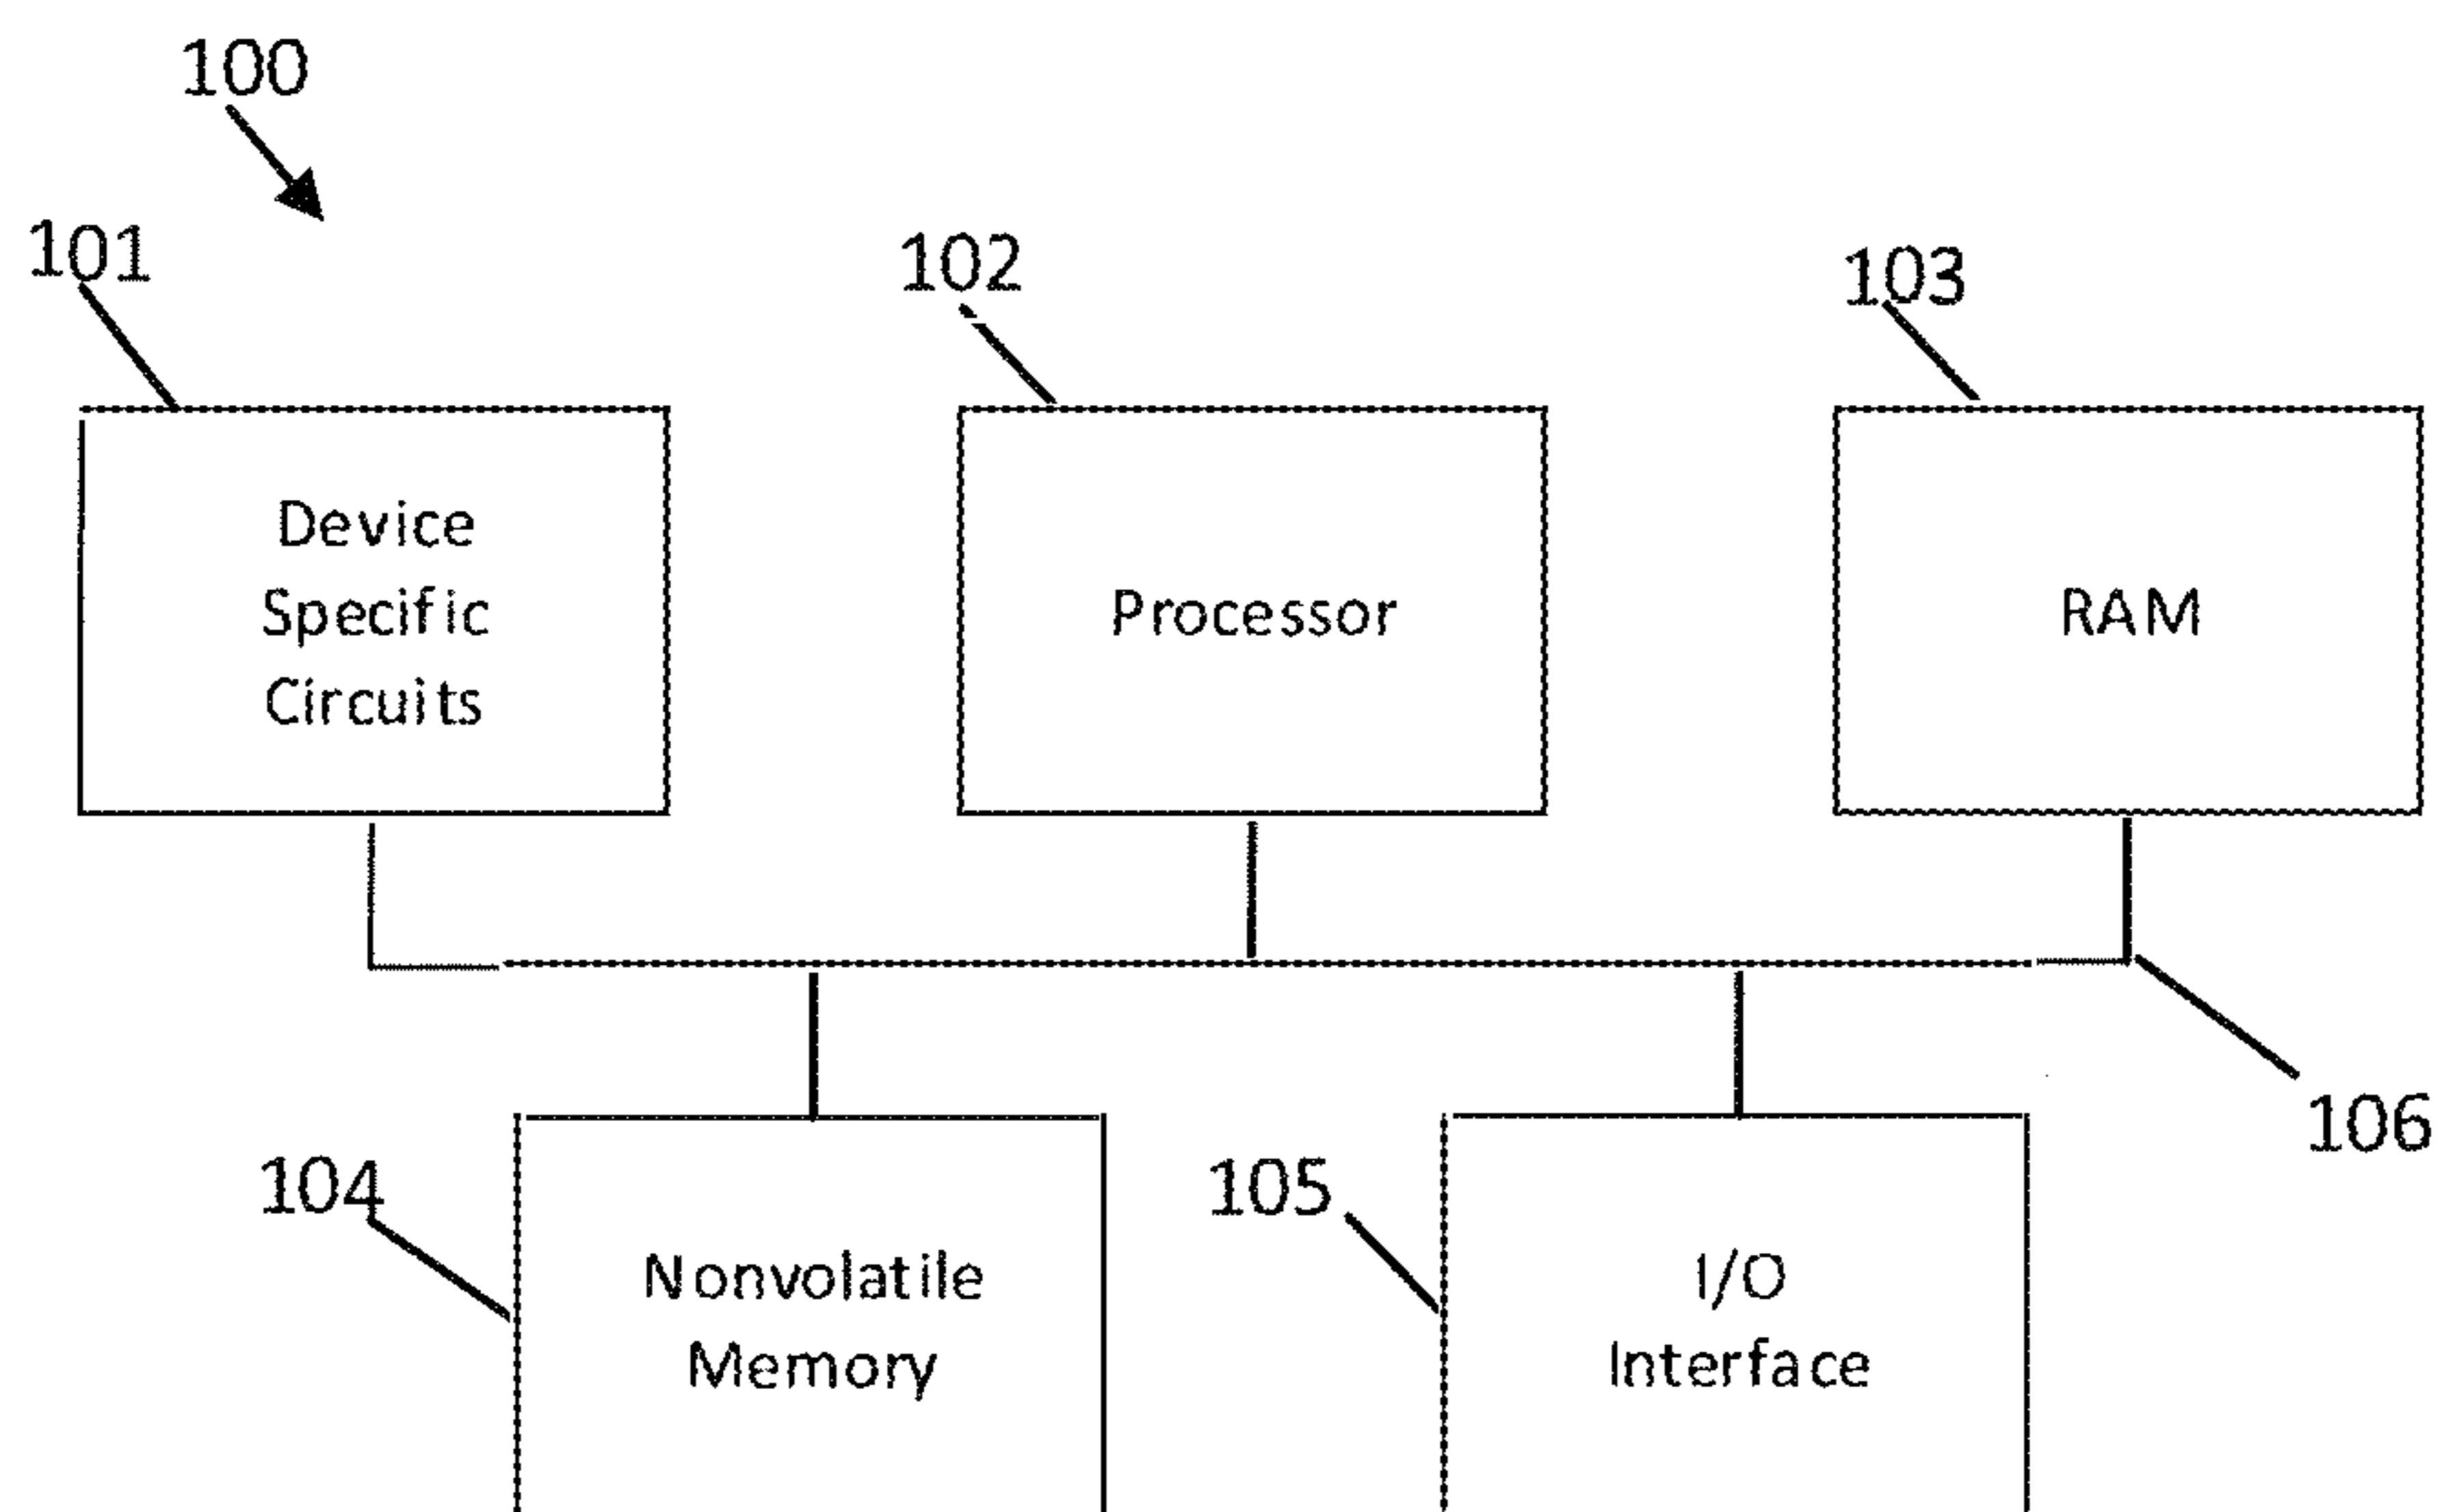 100
101
102
103
Device
Specific
Circuits
Processor
RAM
106
104
105
Nonvolatile
Memory
I/O
Interface